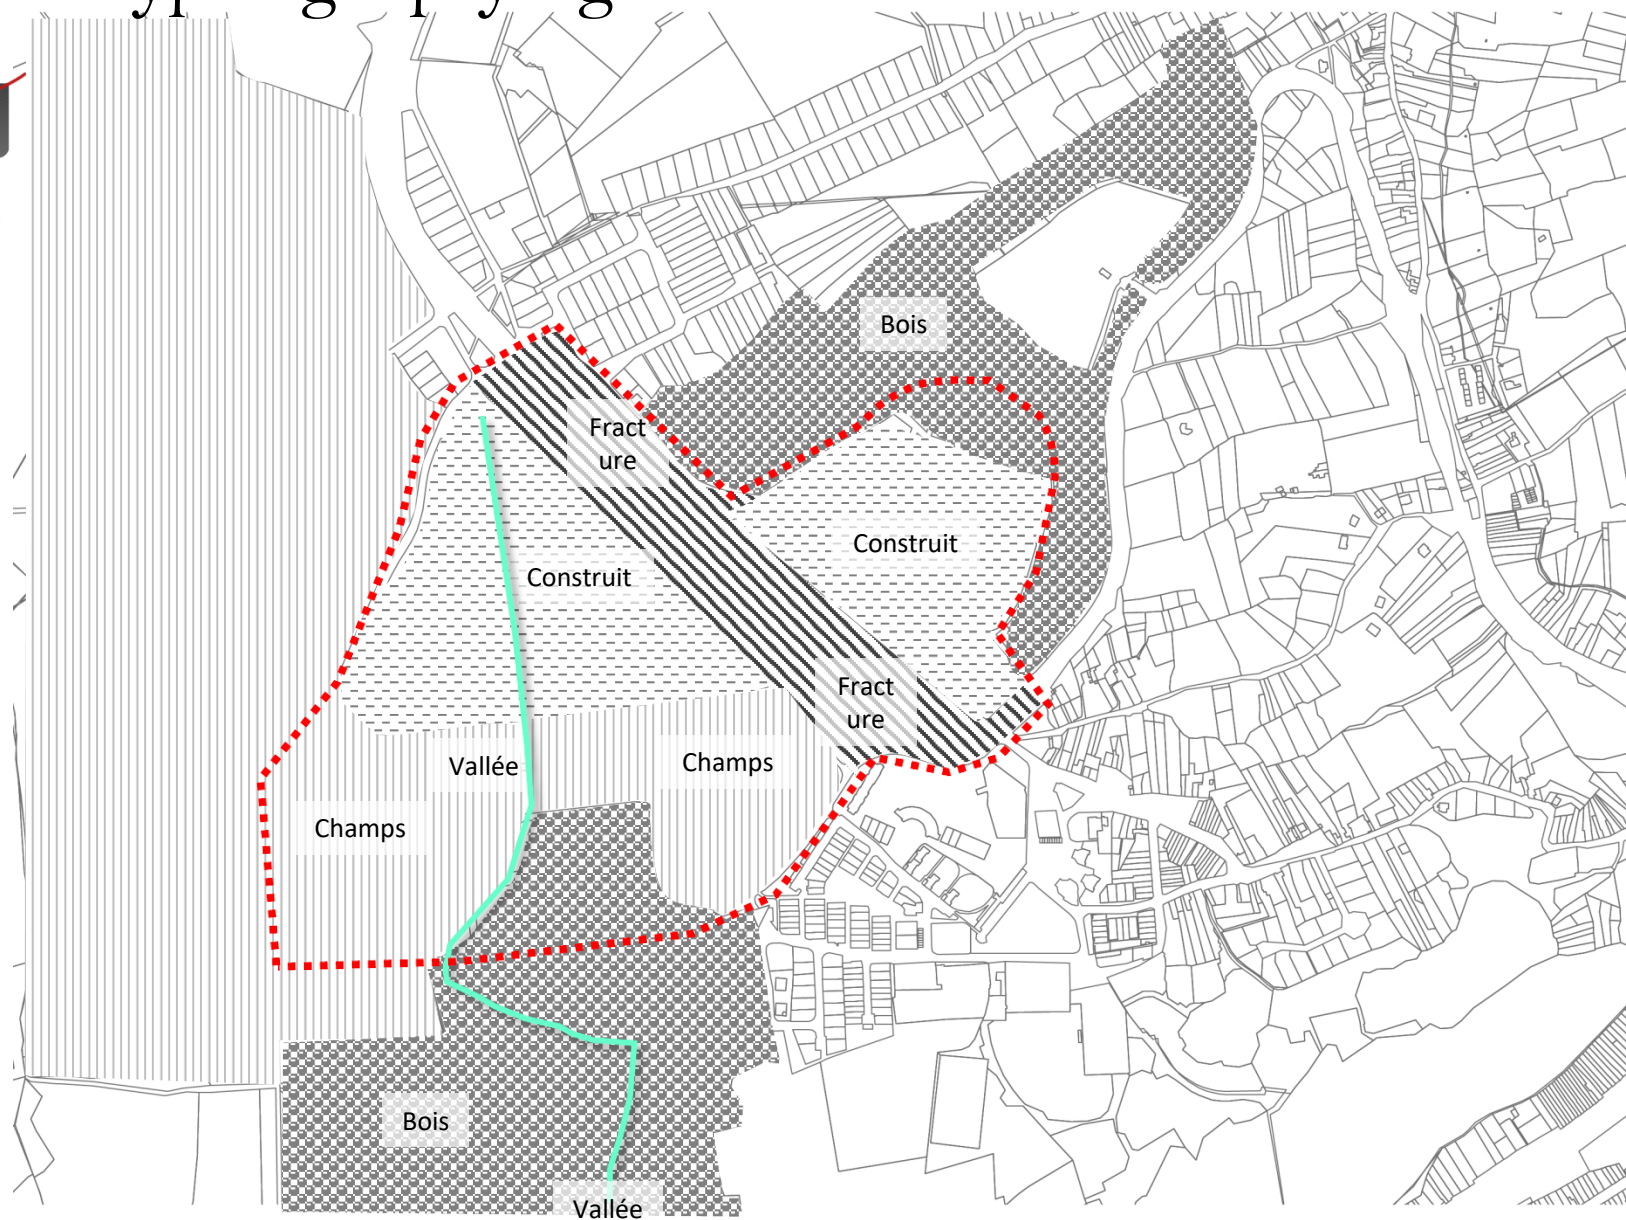 Bois
Fract
ure
Construit
Construit
Fract
ure
Vallée
Champs
Champs
Bois
Vallée